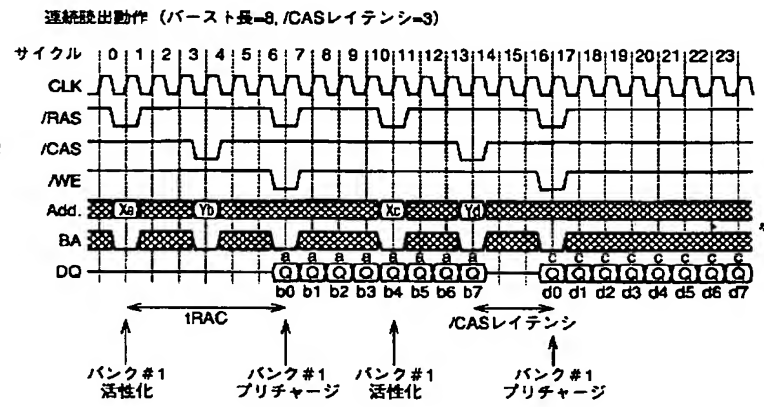 連続読出動作 (バースト長=8, /CASレイテンシ=3)
サイクル 0 1 2 3 4 5 6 7 8 9 10 11 12 13 14 15 16 17 18 19 20 21 22 23
CLK
/RAS
/CAS
/WE
Add. Xa Yb Xc Yd
BA
a a a a a a a a c c c c c c c c
DQ Q Q Q Q Q Q Q Q Q Q Q Q Q Q Q Q
b0 b1 b2 b3 b4 b5 b6 b7 d0 d1 d2 d3 d4 d5 d6 d7
tRAC /CASレイテンシ
バンク#1 バンク#1 バンク#1 バンク#1
活性化 プリチャージ 活性化 プリチャージ